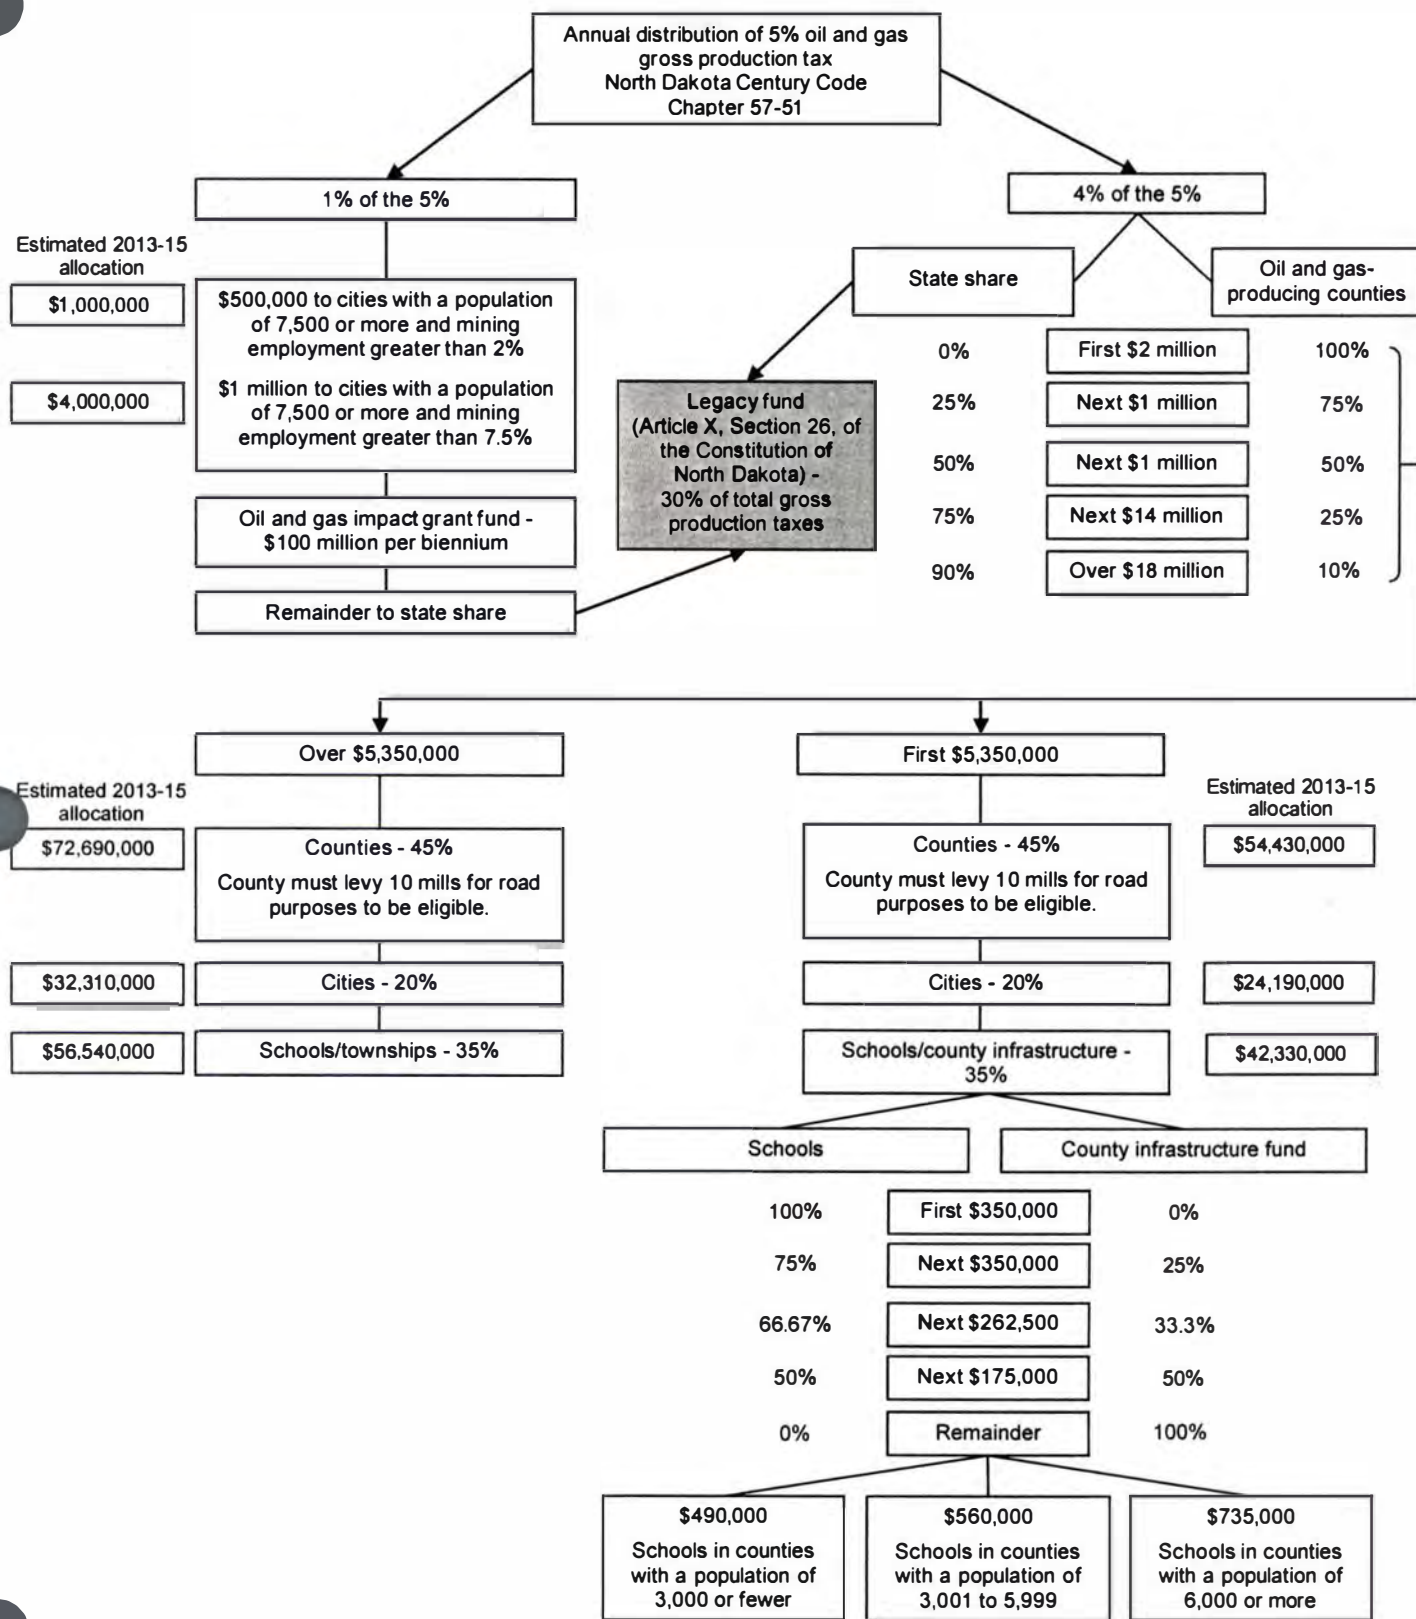 Annual distribution of 5% oil and gas
gross production tax
North Dakota Century Code
Chapter 57-51
1% of the 5%
4% of the 5%
Estimated 2013-15
allocation
$1,000,000
$500,000 to cities with a population
of 7,500 or more and mining
employment greater than 2%
$4,000,000
$1 million to cities with a population
of 7,500 or more and mining
employment greater than 7.5%
Oil and gas impact grant fund -
$100 million per biennium
Remainder to state share
Legacy fund
(Article X, Section 26, of
the Constitution of
North Dakota) -
30% of total gross
production taxes
State share
Oil and gas-
producing counties
0% First $2 million 100%
25% Next $1 million 75%
50% Next $1 million 50%
75% Next $14 million 25%
90% Over $18 million 10%
Over $5,350,000
Estimated 2013-15
allocation
$72,690,000
Counties - 45%
County must levy 10 mills for road
purposes to be eligible.
$32,310,000
Cities - 20%
$56,540,000
Schools/townships - 35%
First $5,350,000
Estimated 2013-15
allocation
Counties - 45%
$54,430,000
County must levy 10 mills for road
purposes to be eligible.
Cities - 20%
$24,190,000
Schools/county infrastructure -
35%
$42,330,000
Schools
County infrastructure fund
100% First $350,000 0%
75% Next $350,000 25%
66.67% Next $262,500 33.3%
50% Next $175,000 50%
0% Remainder 100%
$490,000
Schools in counties
with a population of
3,000 or fewer
$560,000
Schools in counties
with a population of
3,001 to 5,999
$735,000
Schools in counties
with a population of
6,000 or more